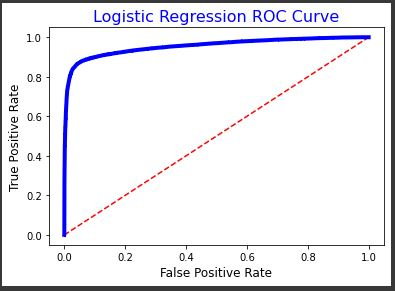 Logistic Regression ROC Curve
True Positive Rate
1.0
0.8
0.6
0.4
0.2
0.0
0.0 0.2 0.4 0.6 0.8 1.0
False Positive Rate